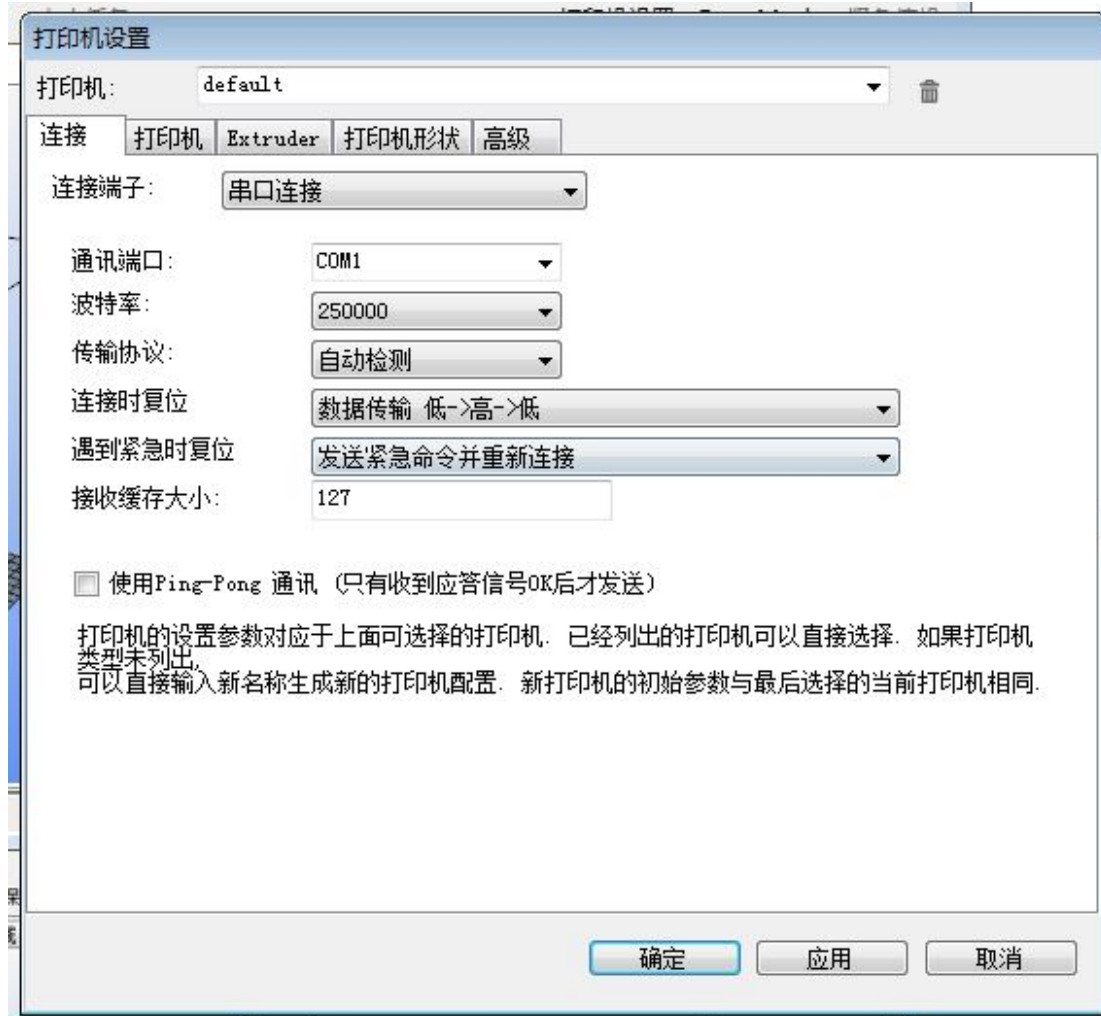 打印机设置
打印机:
default
连接 打印机 Extruder 打印机形状 高级
连接端子: 串口连接
通讯端口: COM1
波特率: 250000
传输协议: 自动检测
连接时复位 数据传输 低->高->低
遇到紧急时复位 发送紧急命令并重新连接
接收缓存大小: 127
使用Ping-Pong 通讯 (只有收到应答信号OK后才发送)
打印机的设置参数对应于上面可选择的打印机. 已经列出的打印机可以直接选择. 如果打印机
类型未列出,
可以直接输入新名称生成新的打印机配置. 新打印机的初始参数与最后选择的当前打印机相同.
确定 应用 取消